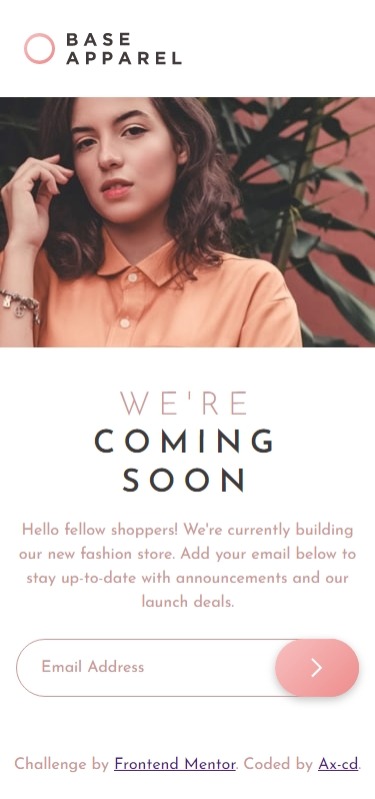 BASE
APPAREL
WE'RE
COMING
SOON
Hello fellow shoppers! We're currently building
our new fashion store. Add your email below to
stay up-to-date with announcements and our
launch deals.
Email Address
Challenge by Frontend Mentor. Coded by Ax-cd.